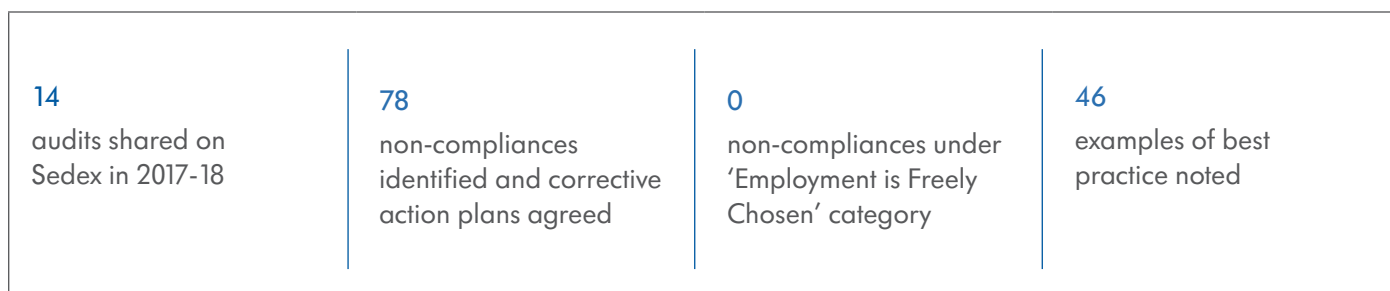 14
audits shared on
Sedex in 2017-18
78
non-compliances
identified and corrective
action plans agreed
0
non-compliances under
‘Employment is Freely
Chosen’ category
46
examples of best
practice noted